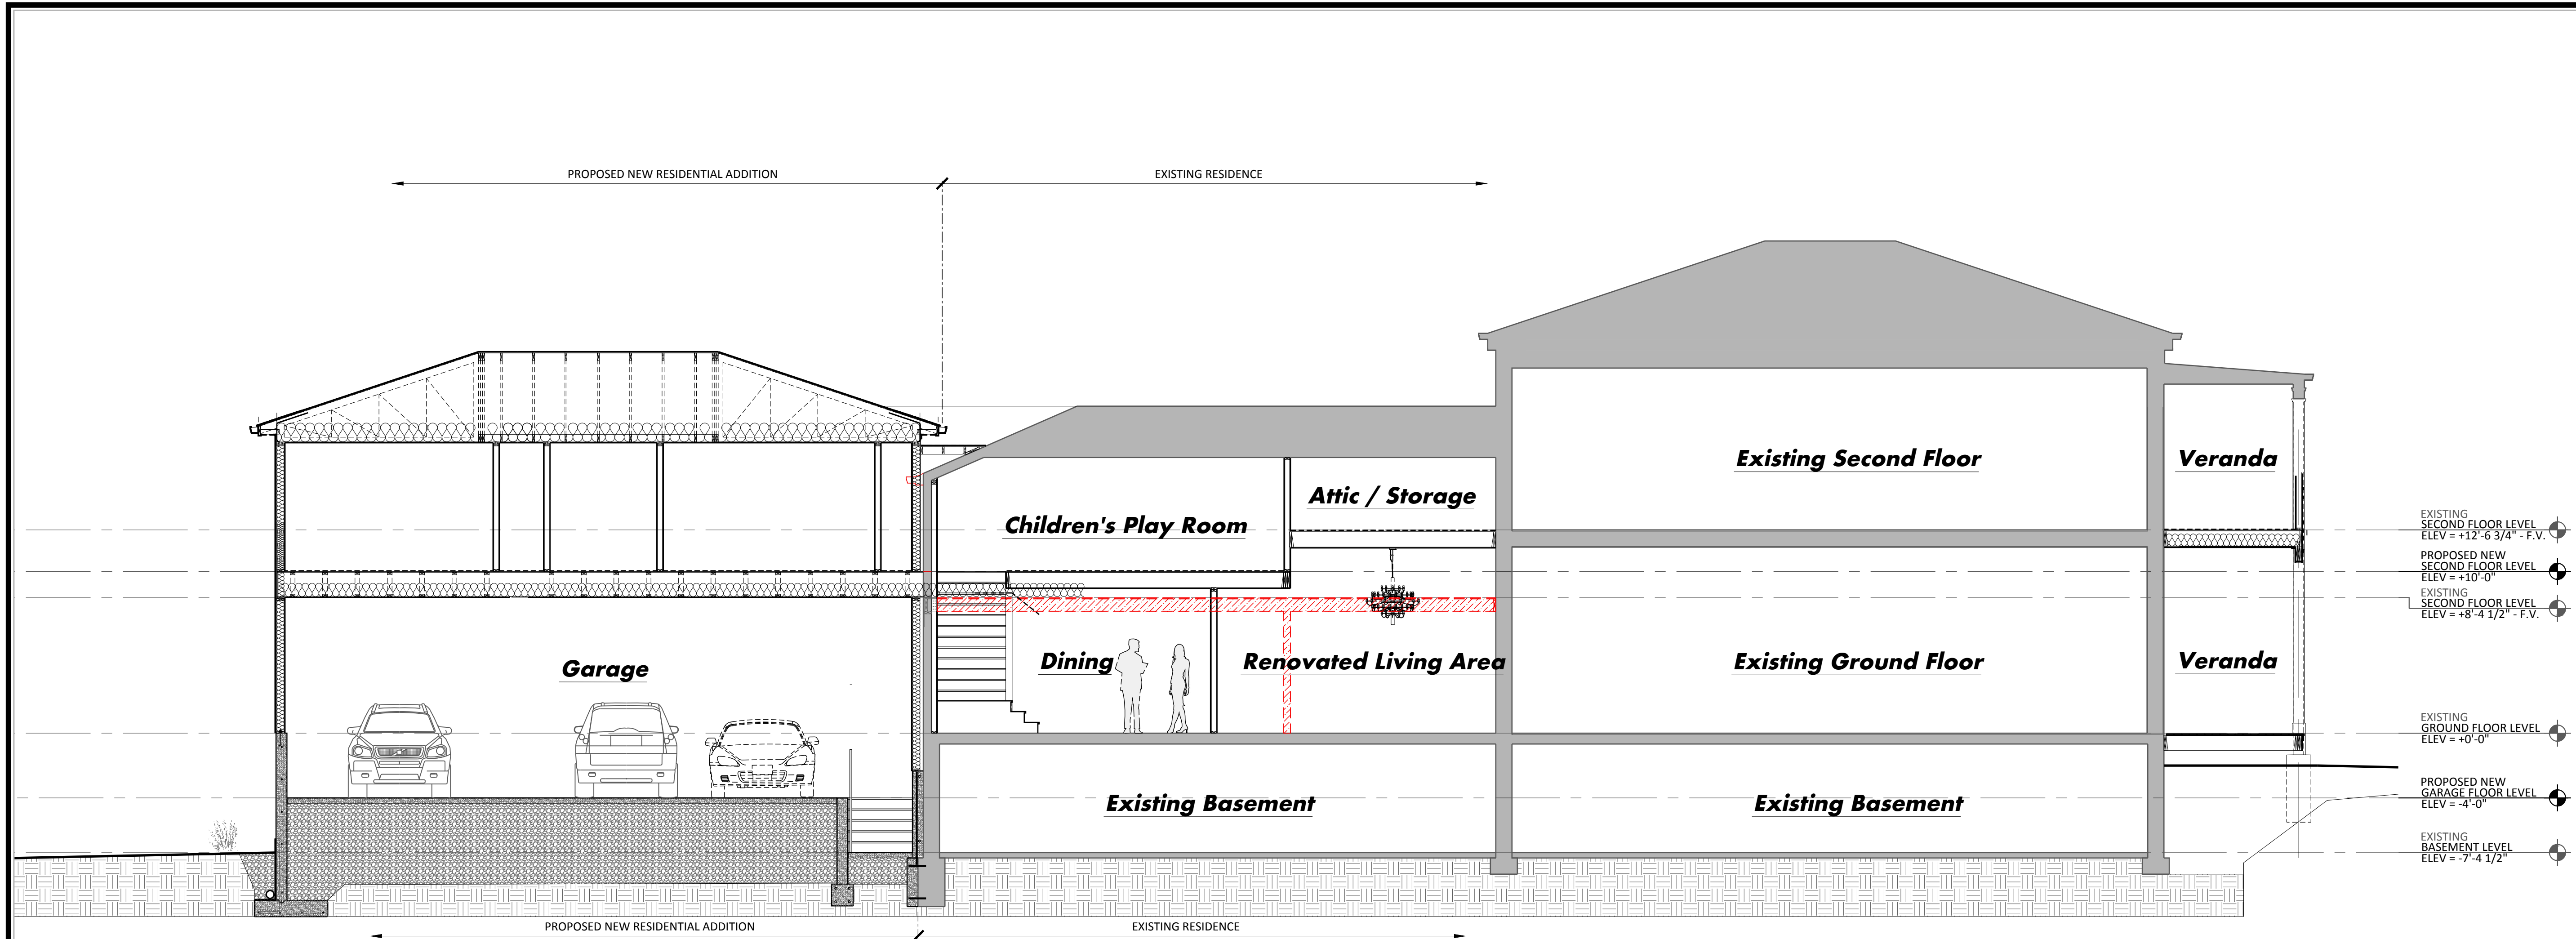 PROPOSED NEW RESIDENTIAL ADDITION
EXISTING RESIDENCE
Existing Second Floor
Veranda
Attic / Storage
Children's Play Room
EXISTING
SECOND FLOOR LEVEL
ELEV = +12'-6 3/4" - F.V.
PROPOSED NEW
SECOND FLOOR LEVEL
ELEV = +10'-0"
EXISTING
SECOND FLOOR LEVEL
ELEV = +8'-4 1/2" - F.V.
Garage
Dining
Renovated Living Area
Existing Ground Floor
Veranda
EXISTING
GROUND FLOOR LEVEL
ELEV = +0'-0"
Existing Basement
Existing Basement
PROPOSED NEW
GARAGE FLOOR LEVEL
ELEV = -4'-0"
EXISTING
BASEMENT LEVEL
ELEV = -7'-4 1/2"
PROPOSED NEW RESIDENTIAL ADDITION
EXISTING RESIDENCE